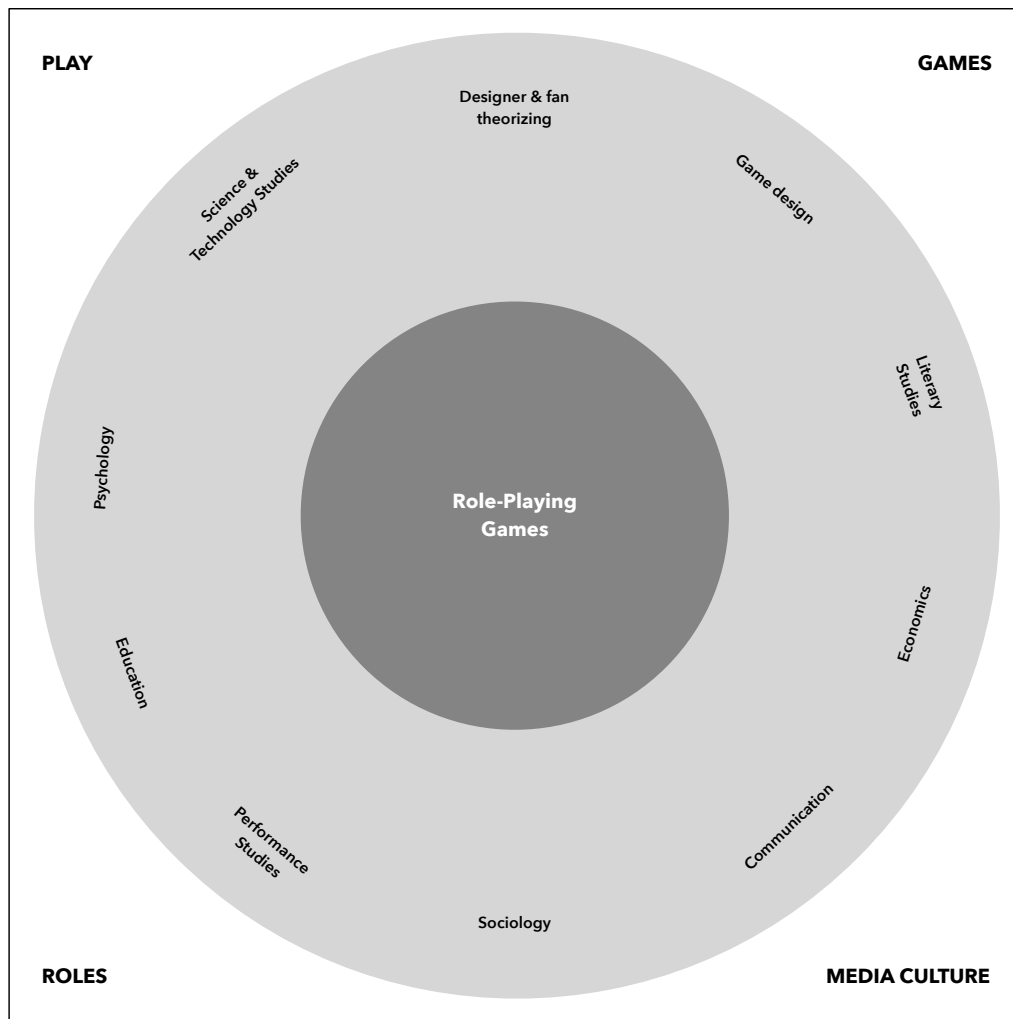 PLAY
GAMES
Designer & fan
theorizing
Science &
Technology Studies
Game design
Literary
Studies
Psychology
Role-Playing
Games
Economics
Education
Performance
Studies
Communication
Sociology
ROLES
MEDIA CULTURE